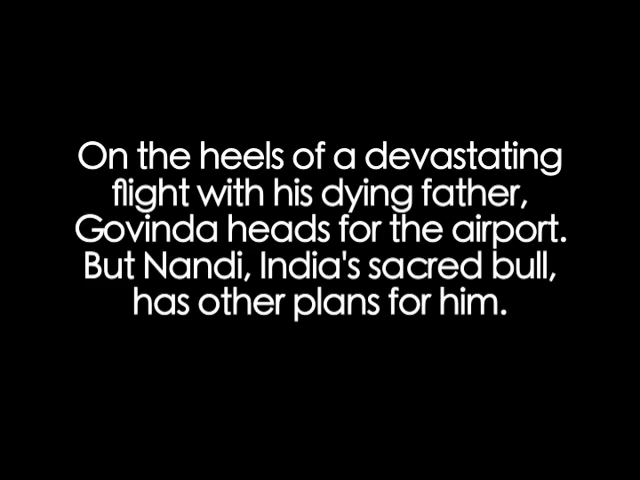 On the heels of a devastating
flight with his dying father,
Govinda heads for the airport.
But Nandi, India's sacred bull,
has other plans for him.